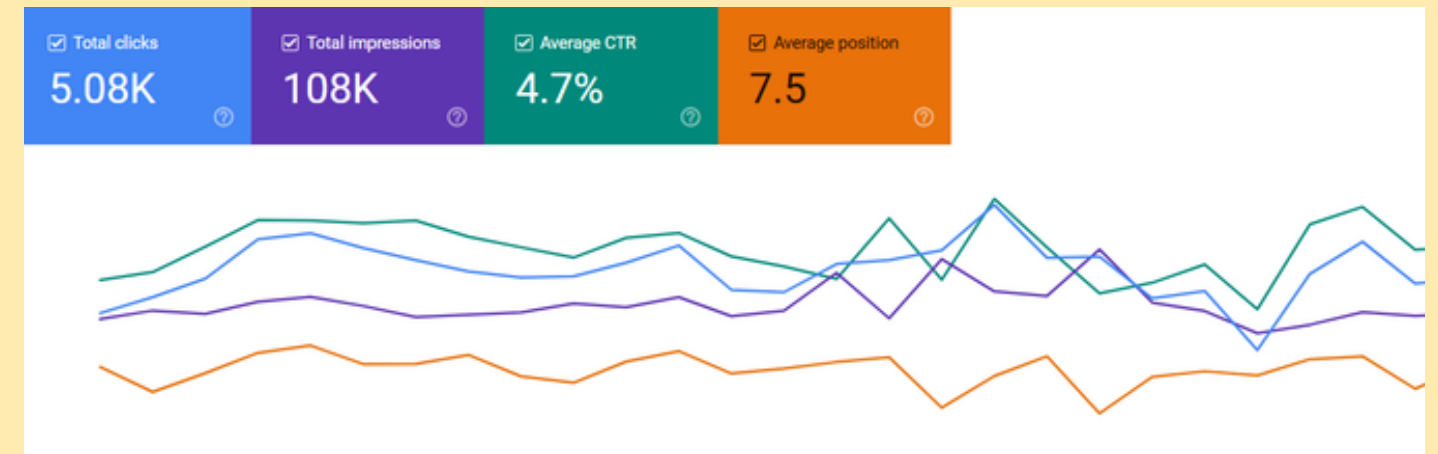 Total clicks
5.08K
Total impressions
108K
Average CTR
4.7%
Average position
7.5